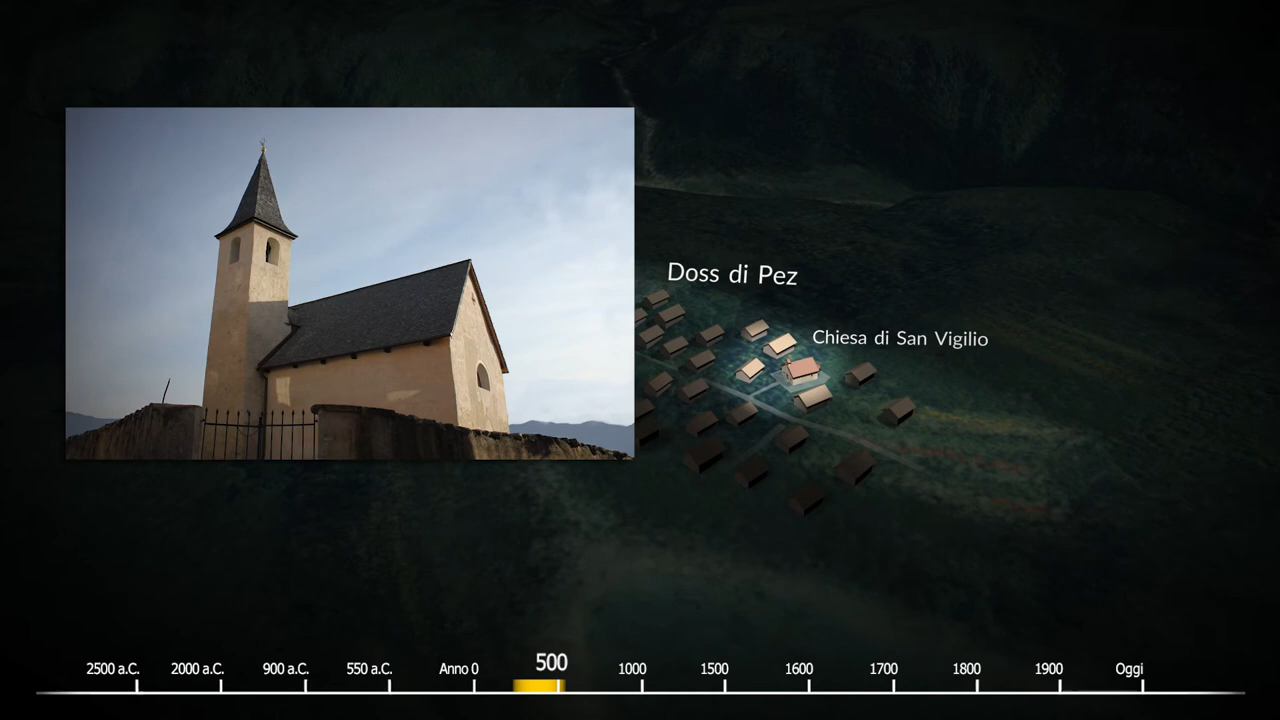 Doss di Pez
Chiesa di San Vigilio
2500 a.C. 2000 a.C. 900 a.C. 550 a.C. Anno 0 500 1000 1500 1600 1700 1800 1900 Oggi